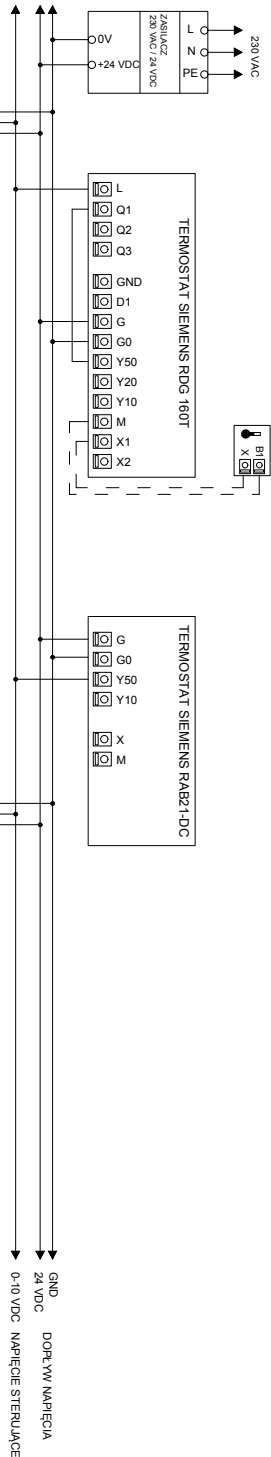 230 VAC
L
N
PE
ZASILACZ
230 VAC / 24 VDC
0V
+24 VDC
TERMOSTAT SIEMENS RDG 160T
L
Q1
Q2
Q3
GND
D1
G
G0
Y50
Y20
Y10
M
X1
X2
B1
X
TERMOSTAT SIEMENS RAB21-DC
G
G0
Y50
Y10
X
M
GND
24 VDC
DOPŁYW NAPIĘCIA
0-10 VDC NAPIĘCIE STERUJĄCE